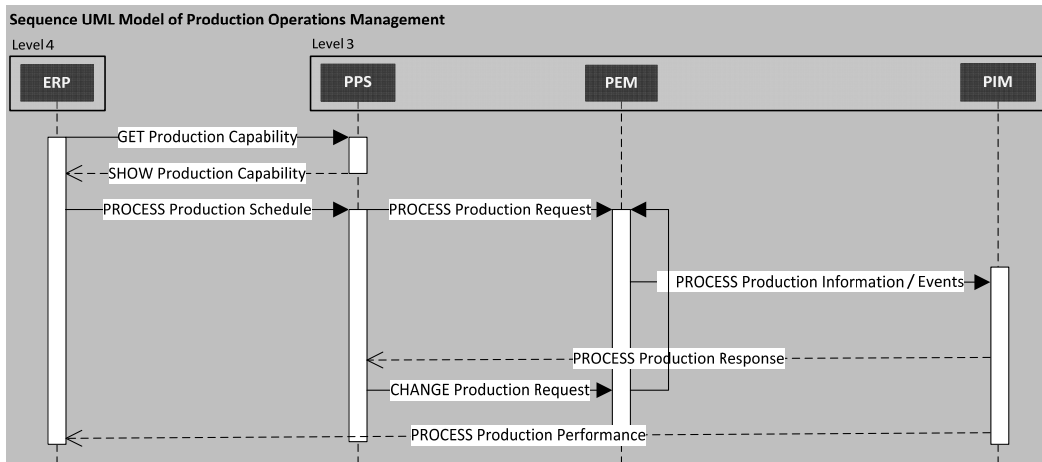 Sequence UML Model of Production Operations Management
Level 4
Level 3
ERP
PPS
PEM
PIM
GET Production Capability
SHOW Production Capability
PROCESS Production Schedule
PROCESS Production Request
PROCESS Production Information / Events
PROCESS Production Response
CHANGE Production Request
PROCESS Production Performance